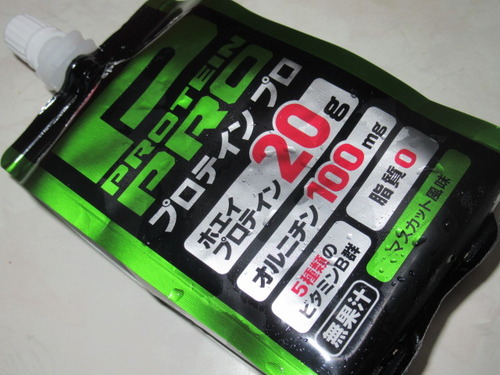 PROTEIN
PRO
プロテイン プロ
ホエイ
プロテイン 20g
オルニチン 100mg
5種類の
ビタミンB群
脂質 0
無果汁
マスカット風味